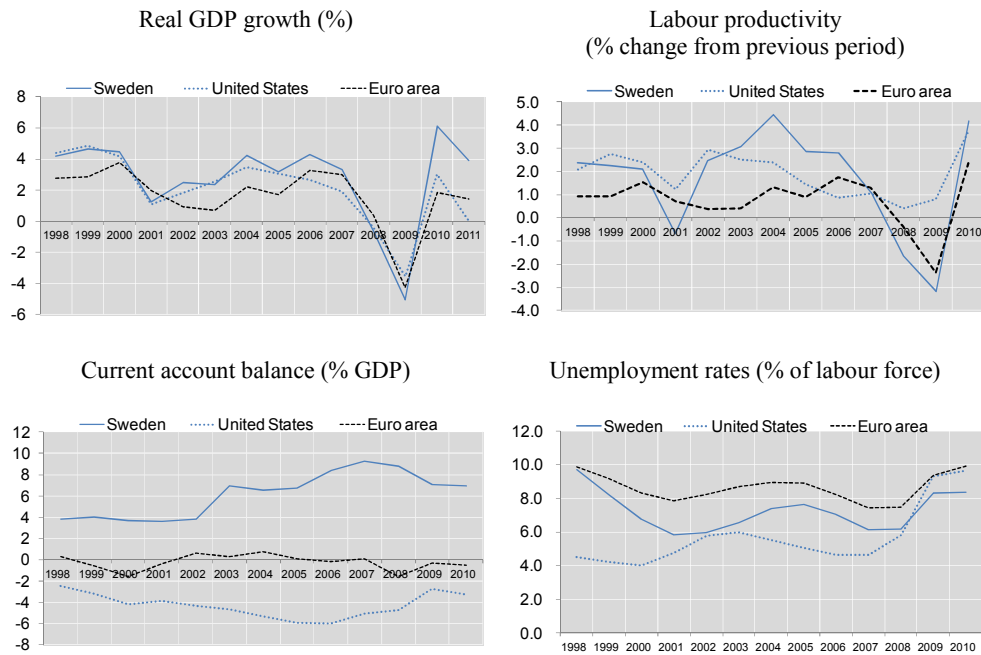 Real GDP growth (%)
Sweden United States Euro area
8
6
4
2
0
1998 1999 2000 2001 2002 2003 2004 2005 2006 2007 2008 2009 2010 2011
-2
-4
-6
Labour productivity
(% change from previous period)
Sweden United States Euro area
5.0
4.0
3.0
2.0
1.0
0.0
1998 1999 2000 2001 2002 2003 2004 2005 2006 2007 2008 2009 2010
-1.0
-2.0
-3.0
-4.0
Current account balance (% GDP)
Sweden United States Euro area
12
10
8
6
4
2
0
1998 1999 2000 2001 2002 2003 2004 2005 2006 2007 2008 2009 2010
-2
-4
-6
-8
Unemployment rates (% of labour force)
12.0
Sweden United States Euro area
10.0
8.0
6.0
4.0
2.0
0.0
1998 1999 2000 2001 2002 2003 2004 2005 2006 2007 2008 2009 2010